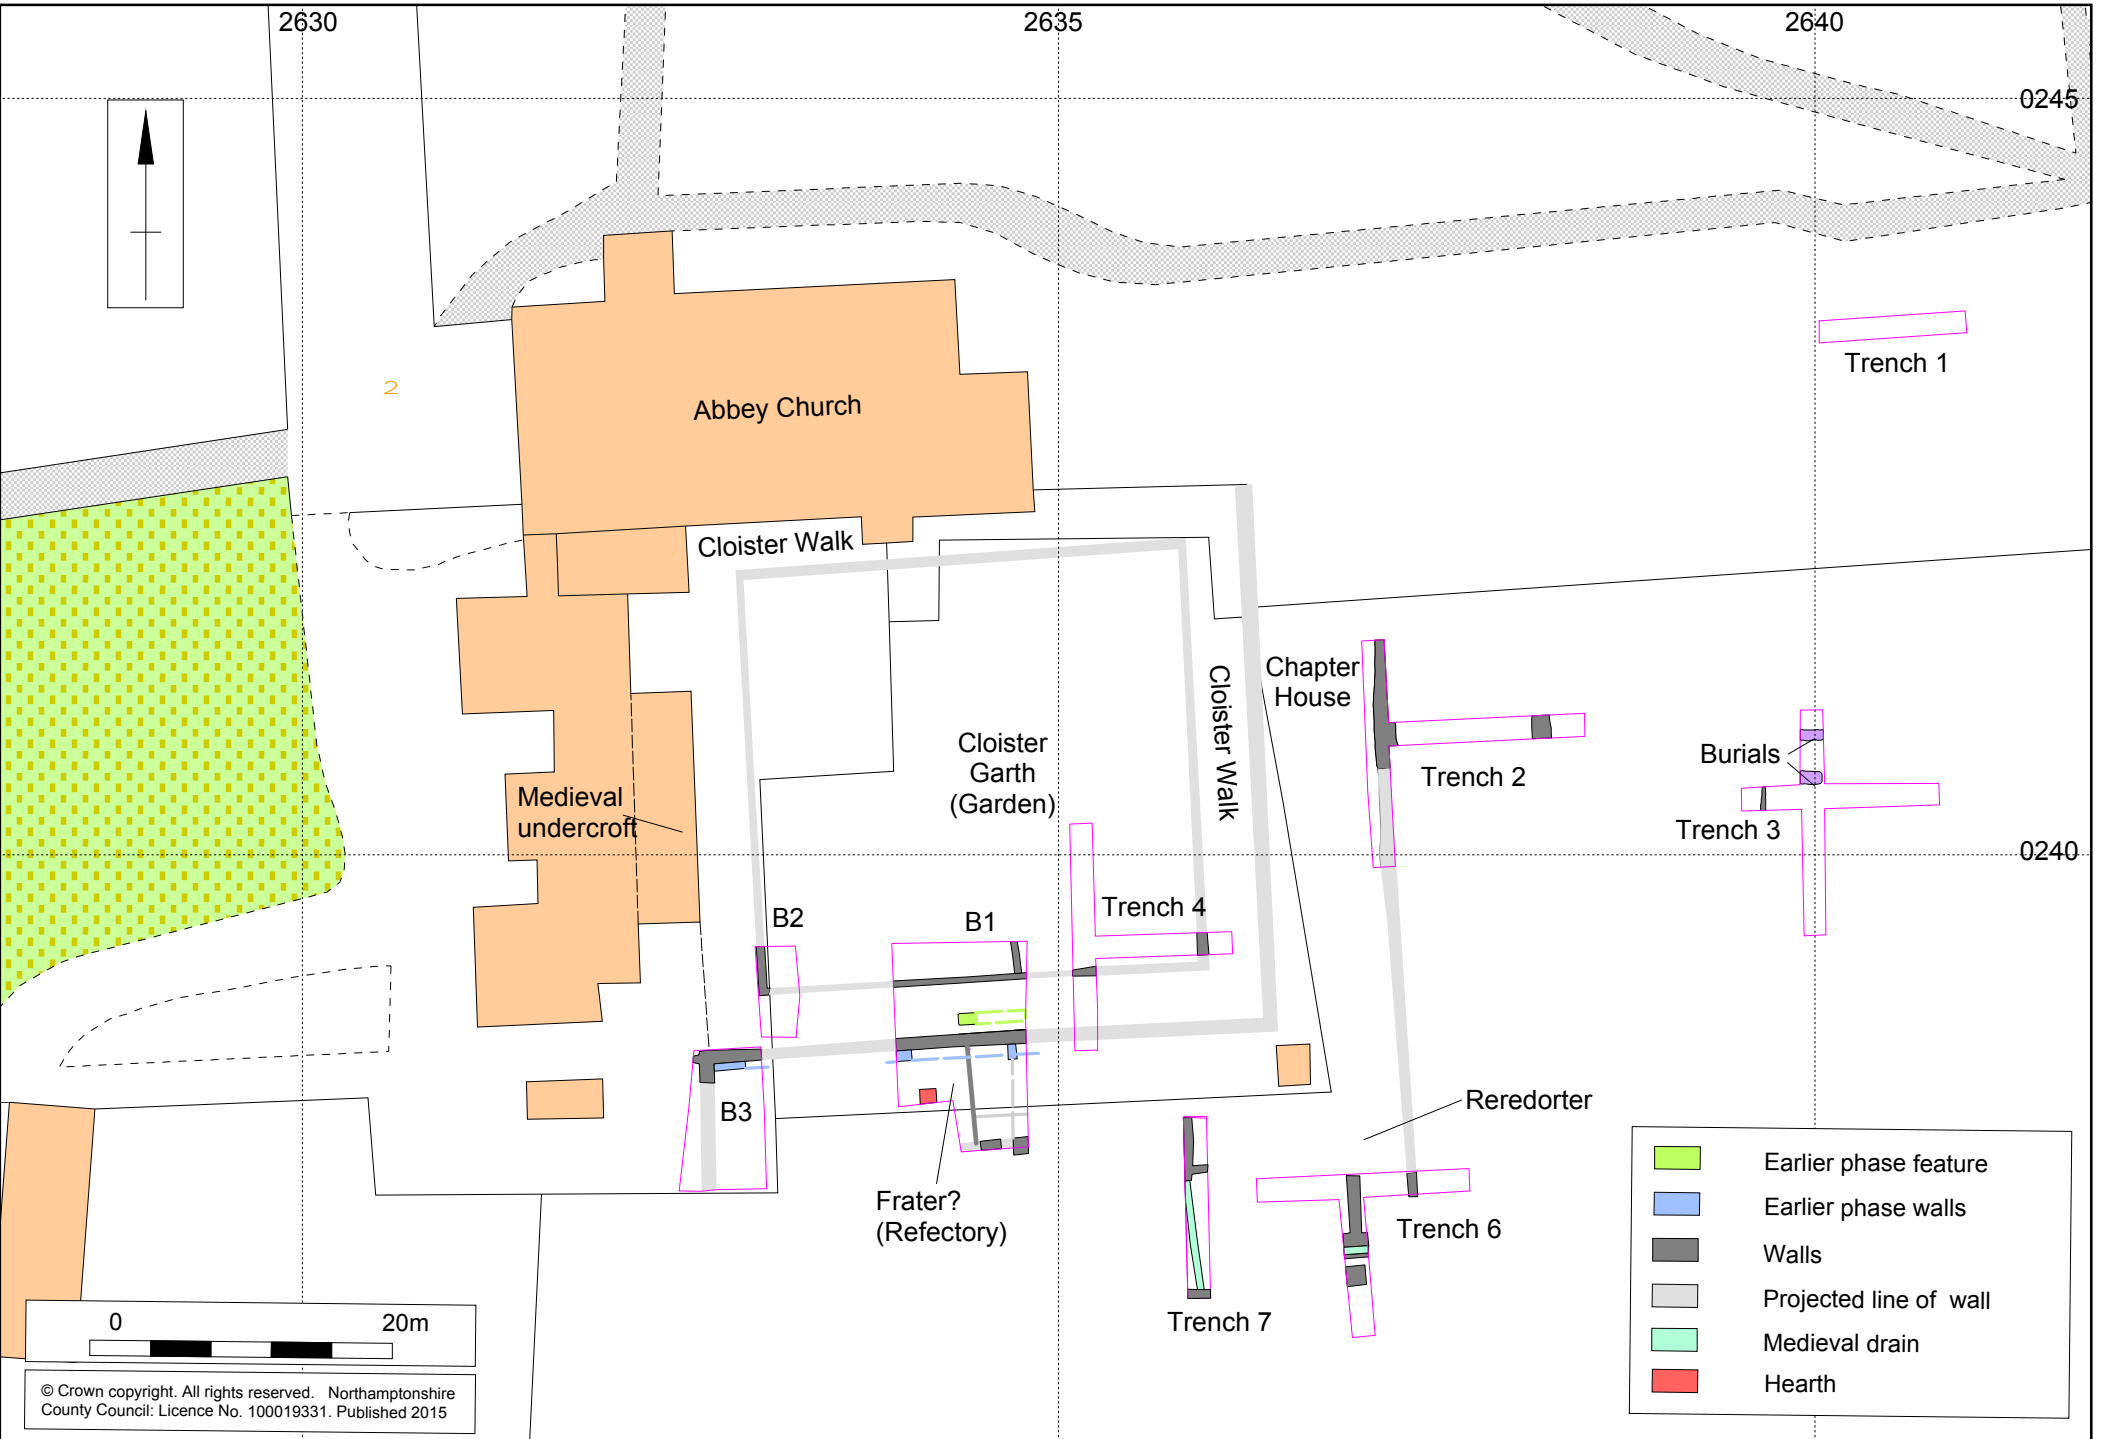 2630
2635
2640
0245
Trench 1
2
Abbey Church
Cloister Walk
Chapter
House
Cloister Walk
Cloister
Garth
(Garden)
Burials
Trench 2
Medieval
undercroft
Trench 3
0240
Trench 4
B2
B1
Reredorter
B3
Frater?
(Refectory)
Trench 6
Trench 7
Earlier phase feature
Earlier phase walls
Walls
Projected line of wall
Medieval drain
Hearth
0 20m
© Crown copyright. All rights reserved. Northamptonshire
County Council: Licence No. 100019331. Published 2015